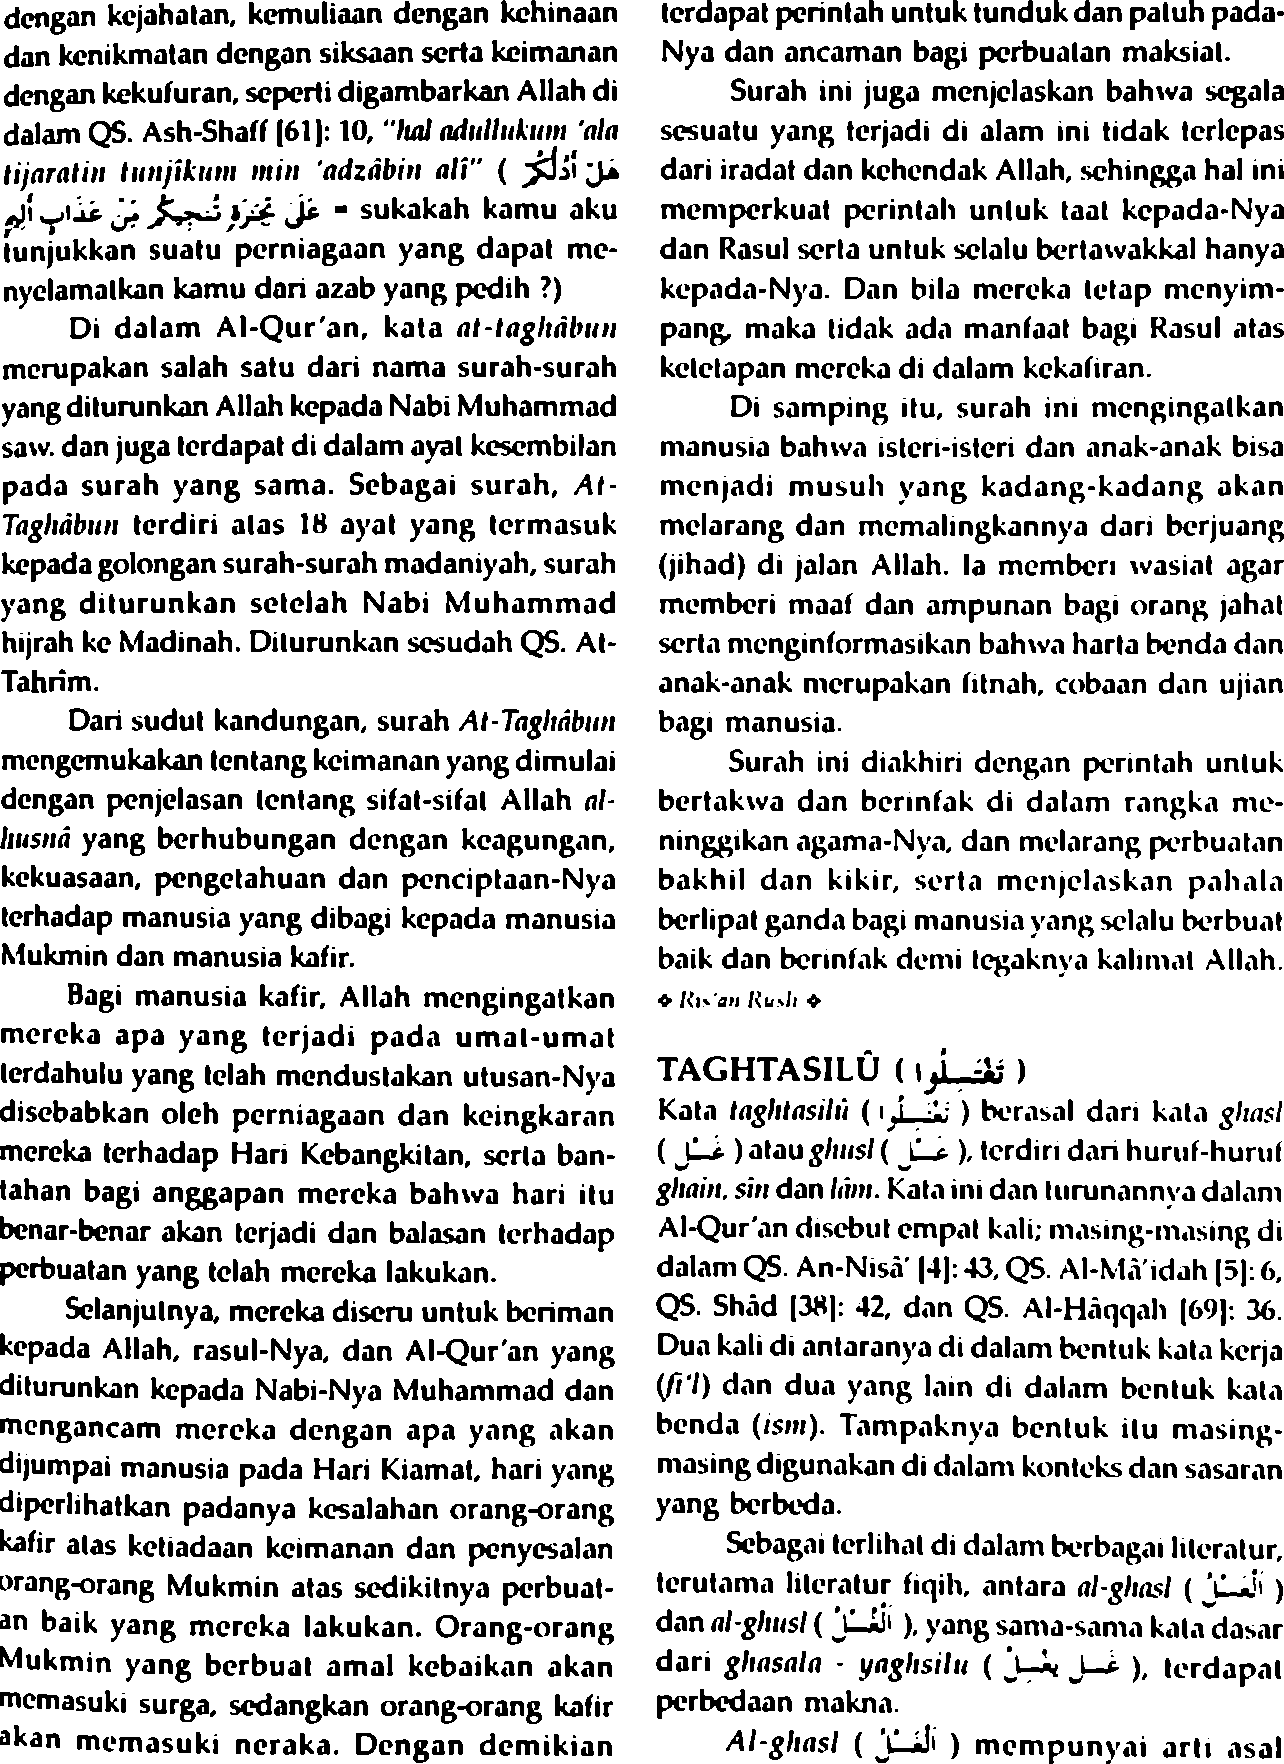 dengan kejahatan, kemuliaan dengan kehinaan
dan kenikmatan dengan siksaan serta keimanan
dengan kekufuran, seperti digambarkan Allah di
dalam QS. Ash-Shaff [61]: 10, "hal adullukum 'ala
tijaratin tunjîkum min 'adzâbin alî" ( هَلْ أَدُلُّكُمْ
عَلَىٰ تِجَٰرَةٍ تُنجِيكُم مِّنْ عَذَابٍ أَلِيمٍ = sukakah kamu aku
tunjukkan suatu perniagaan yang dapat me-
nyelamatkan kamu dari azab yang pedih ?)
Di dalam Al-Qur'an, kata at-taghâbun
merupakan salah satu dari nama surah-surah
yang diturunkan Allah kepada Nabi Muhammad
saw. dan juga terdapat di dalam ayat kesembilan
pada surah yang sama. Sebagai surah, At-
Taghâbun terdiri atas 18 ayat yang termasuk
kepada golongan surah-surah madaniyah, surah
yang diturunkan setelah Nabi Muhammad
hijrah ke Madinah. Diturunkan sesudah QS. At-
Tahrîm.
Dari sudut kandungan, surah At-Taghâbun
mengemukakan tentang keimanan yang dimulai
dengan penjelasan tentang sifat-sifat Allah al-
husnâ yang berhubungan dengan keagungan,
kekuasaan, pengetahuan dan penciptaan-Nya
terhadap manusia yang dibagi kepada manusia
Mukmin dan manusia kafir.
Bagi manusia kafir, Allah mengingatkan
mereka apa yang terjadi pada umat-umat
terdahulu yang telah mendustakan utusan-Nya
disebabkan oleh perniagaan dan keingkaran
mereka terhadap Hari Kebangkitan, serta ban-
tahan bagi anggapan mereka bahwa hari itu
benar-benar akan terjadi dan balasan terhadap
perbuatan yang telah mereka lakukan.
Selanjutnya, mereka diseru untuk beriman
kepada Allah, rasul-Nya, dan Al-Qur'an yang
diturunkan kepada Nabi-Nya Muhammad dan
mengancam mereka dengan apa yang akan
dijumpai manusia pada Hari Kiamat, hari yang
diperlihatkan padanya kesalahan orang-orang
kafir atas ketiadaan keimanan dan penyesalan
orang-orang Mukmin atas sedikitnya perbuat-
an baik yang mereka lakukan. Orang-orang
Mukmin yang berbuat amal kebaikan akan
memasuki surga, sedangkan orang-orang kafir
akan memasuki neraka. Dengan demikian
terdapat perintah untuk tunduk dan patuh pada-
Nya dan ancaman bagi perbuatan maksiat.
Surah ini juga menjelaskan bahwa segala
sesuatu yang terjadi di alam ini tidak terlepas
dari iradat dan kehendak Allah, sehingga hal ini
memperkuat perintah untuk taat kepada-Nya
dan Rasul serta untuk selalu bertawakkal hanya
kepada-Nya. Dan bila mereka tetap menyim-
pang, maka tidak ada manfaat bagi Rasul atas
ketetapan mereka di dalam kekafiran.
Di samping itu, surah ini mengingatkan
manusia bahwa isteri-isteri dan anak-anak bisa
menjadi musuh yang kadang-kadang akan
melarang dan memalingkannya dari berjuang
(jihad) di jalan Allah. Ia memberi wasiat agar
memberi maaf dan ampunan bagi orang jahat
serta menginformasikan bahwa harta benda dan
anak-anak merupakan fitnah, cobaan dan ujian
bagi manusia.
Surah ini diakhiri dengan perintah untuk
bertakwa dan berinfak di dalam rangka me-
ninggikan agama-Nya, dan melarang perbuatan
bakhil dan kikir, serta menjelaskan pahala
berlipat ganda bagi manusia yang selalu berbuat
baik dan berinfak demi tegaknya kalimat Allah.
❖ Ris'an Rusli ❖
TAGHTASILÛ ( تَغْتَسِلُوا )
Kata taghtasilû ( تَغْتَسِلُوا ) berasal dari kata ghasl
( غَسْل ) atau ghusl ( غُسْل ), terdiri dari huruf-huruf
ghain, sin dan lâm. Kata ini dan turunannya dalam
Al-Qur'an disebut empat kali; masing-masing di
dalam QS. An-Nisâ' [4]: 43, QS. Al-Mâ'idah [5]: 6,
QS. Shâd [38]: 42, dan QS. Al-Hâqqah [69]: 36.
Dua kali di antaranya di dalam bentuk kata kerja
(fi'l) dan dua yang lain di dalam bentuk kata
benda (ism). Tampaknya bentuk itu masing-
masing digunakan di dalam konteks dan sasaran
yang berbeda.
Sebagai terlihat di dalam berbagai literatur,
terutama literatur fiqih, antara al-ghasl ( الْغَسْلُ )
dan al-ghusl ( الْغُسْلُ ), yang sama-sama kata dasar
dari ghasala - yaghsilu ( غَسَلَ يَغْسِلُ ), terdapat
perbedaan makna.
Al-ghasl ( الْغَسْلُ ) mempunyai arti asal